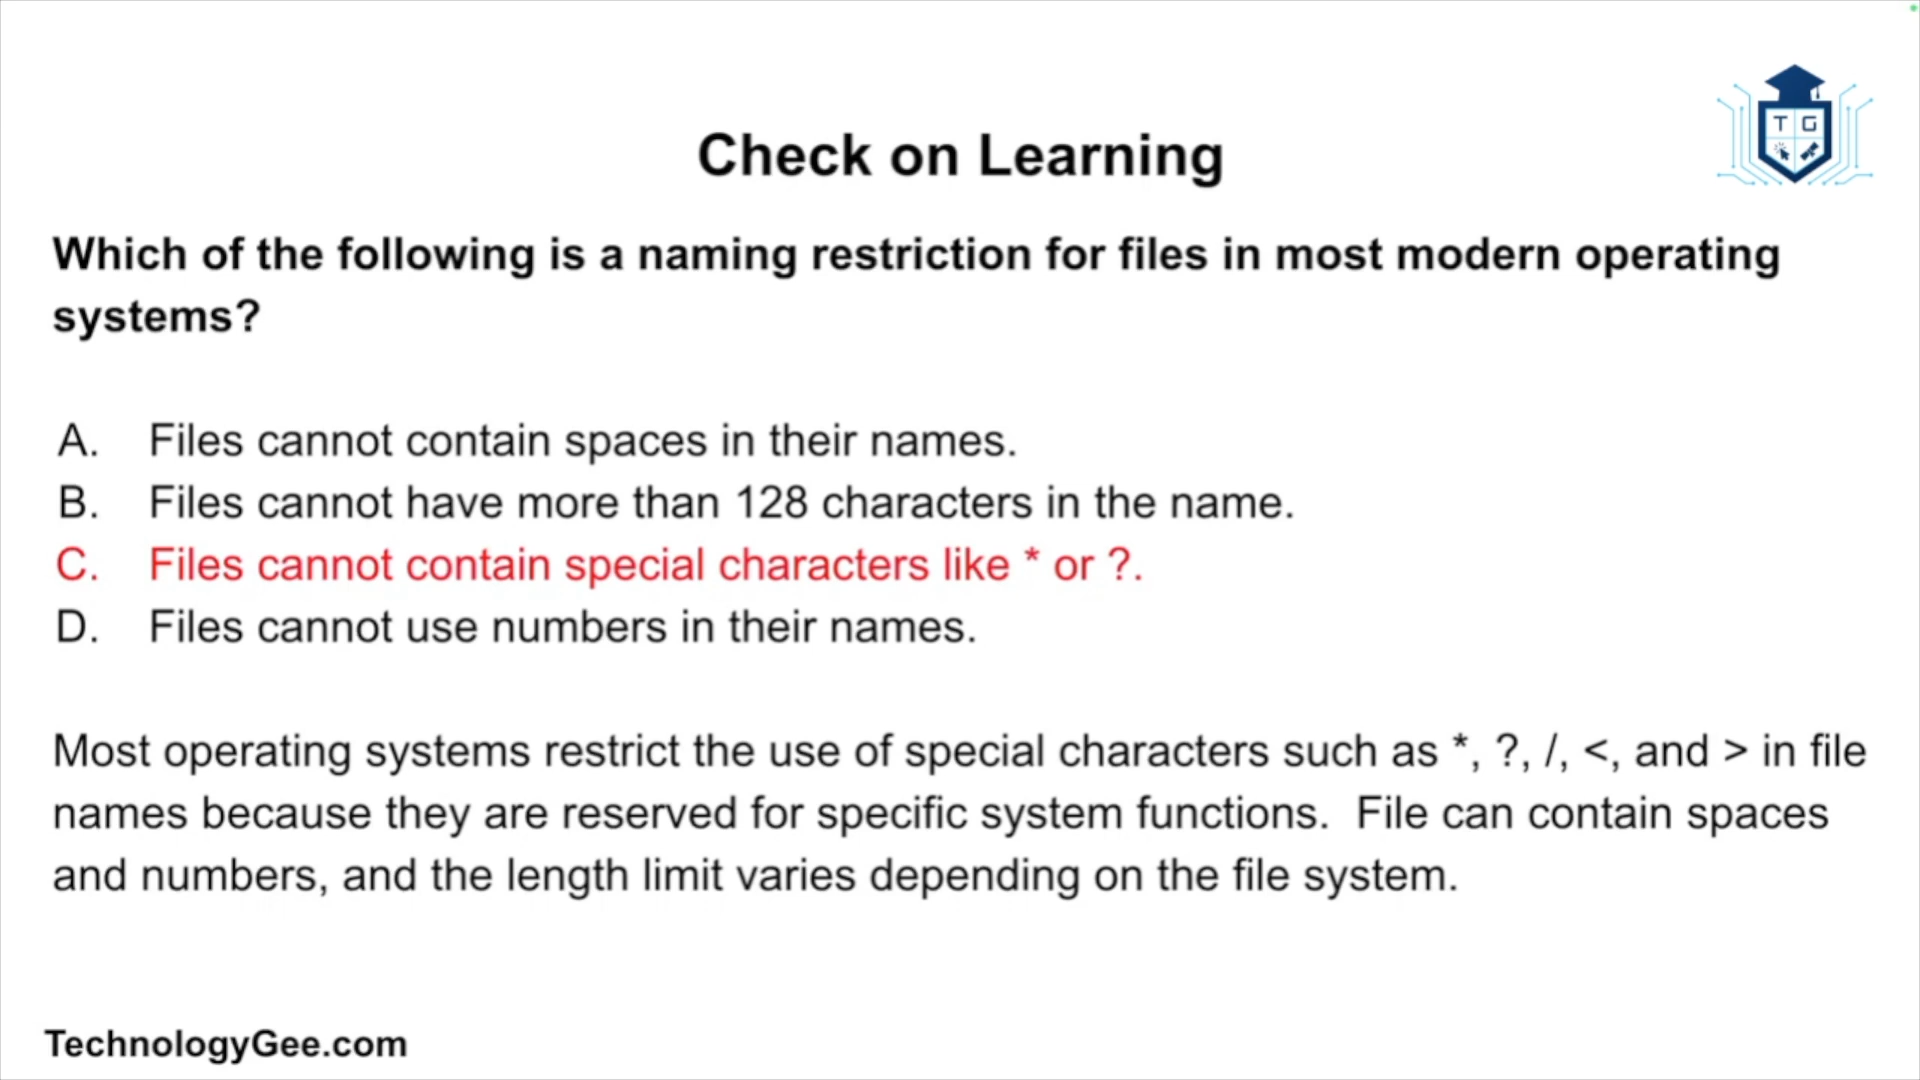 T G
Check on Learning
Which of the following is a naming restriction for files in most modern operating
systems?
A. Files cannot contain spaces in their names.
B. Files cannot have more than 128 characters in the name.
C. Files cannot contain special characters like * or ?.
D. Files cannot use numbers in their names.
Most operating systems restrict the use of special characters such as *, ?, /, <, and > in file
names because they are reserved for specific system functions.  File can contain spaces
and numbers, and the length limit varies depending on the file system.
TechnologyGee.com